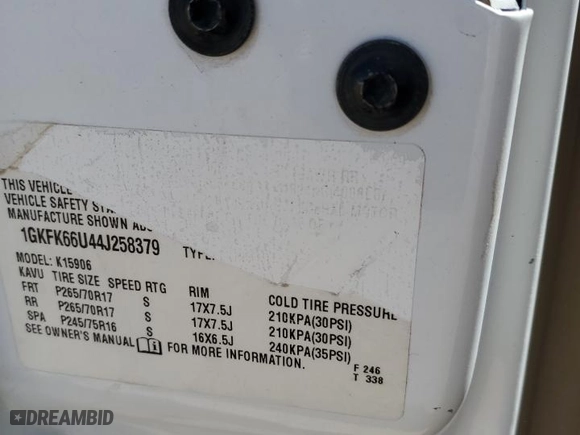 THIS VEHICLE
VEHICLE SAFETY STA
MANUFACTURE SHOWN ABO
1GKFK66U44J258379 TYPE:
MODEL: K15906
KAVU TIRE SIZE SPEED RTG RIM COLD TIRE PRESSURE
FRT P265/70R17 S 17X7.5J 210KPA(30PSI)
RR P265/70R17 S 17X7.5J 210KPA(30PSI)
SPA P245/75R16 S 16X6.5J 240KPA(35PSI)
SEE OWNER'S MANUAL FOR MORE INFORMATION.
F 246
T 338
DREAMBID